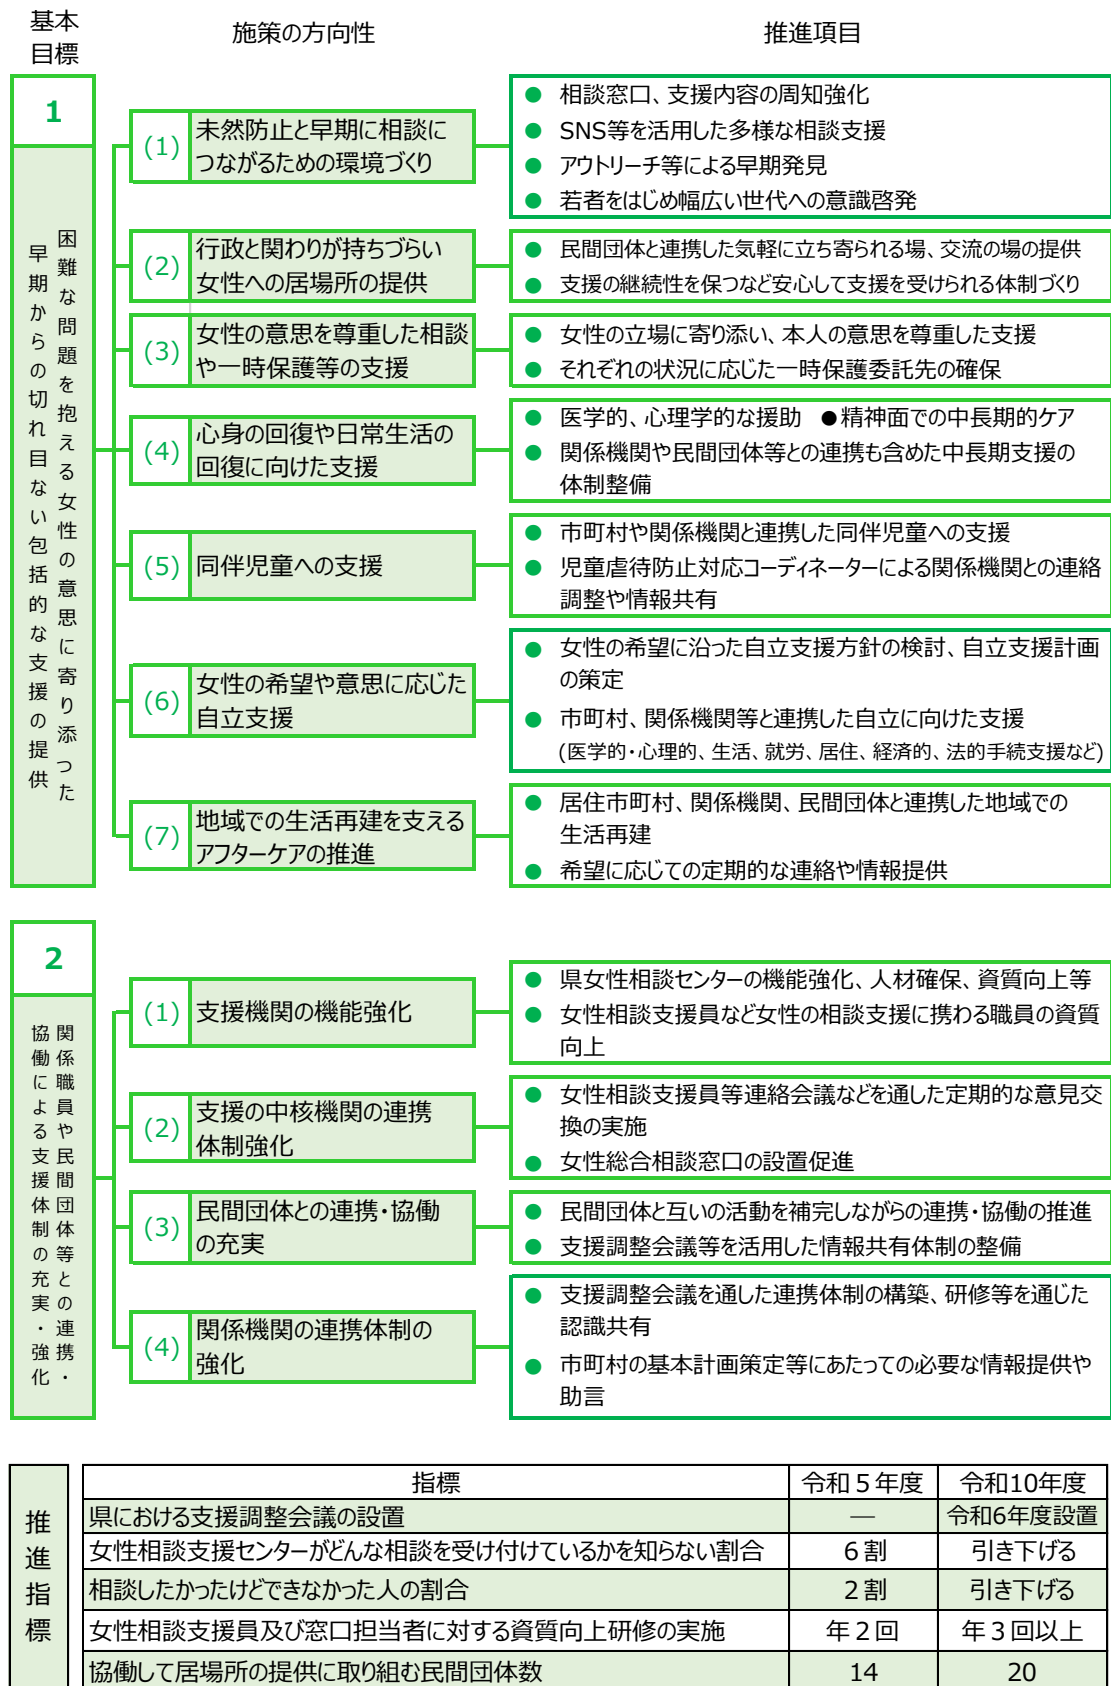 基本
目標
施策の方向性
推進項目
1
困難な問題を抱える女性の意思に寄り添った
早期からの切れ目ない包括的な支援の提供
(1)
未然防止と早期に相談に
つながるための環境づくり
● 相談窓口、支援内容の周知強化
● SNS等を活用した多様な相談支援
● アウトリーチ等による早期発見
● 若者をはじめ幅広い世代への意識啓発
(2)
行政と関わりが持ちづらい
女性への居場所の提供
● 民間団体と連携した気軽に立ち寄られる場、交流の場の提供
● 支援の継続性を保つなど安心して支援を受けられる体制づくり
(3)
女性の意思を尊重した相談
や一時保護等の支援
● 女性の立場に寄り添い、本人の意思を尊重した支援
● それぞれの状況に応じた一時保護委託先の確保
(4)
心身の回復や日常生活の
回復に向けた支援
● 医学的、心理学的な援助 ●精神面での中長期的ケア
● 関係機関や民間団体等との連携も含めた中長期支援の
体制整備
(5)
同伴児童への支援
● 市町村や関係機関と連携した同伴児童への支援
● 児童虐待防止対応コーディネーターによる関係機関との連絡
調整や情報共有
(6)
女性の希望や意思に応じた
自立支援
● 女性の希望に沿った自立支援方針の検討、自立支援計画
の策定
● 市町村、関係機関等と連携した自立に向けた支援
(医学的・心理的、生活、就労、居住、経済的、法的手続支援など)
(7)
地域での生活再建を支える
アフターケアの推進
● 居住市町村、関係機関、民間団体と連携した地域での
生活再建
● 希望に応じての定期的な連絡や情報提供
2
関係職員や民間団体等との連携・
協働による支援体制の充実・強化
(1)
支援機関の機能強化
● 県女性相談センターの機能強化、人材確保、資質向上等
● 女性相談支援員など女性の相談支援に携わる職員の資質
向上
(2)
支援の中核機関の連携
体制強化
● 女性相談支援員等連絡会議などを通した定期的な意見交
換の実施
● 女性総合相談窓口の設置促進
(3)
民間団体との連携・協働
の充実
● 民間団体と互いの活動を補完しながらの連携・協働の推進
● 支援調整会議等を活用した情報共有体制の整備
(4)
関係機関の連携体制の
強化
● 支援調整会議を通した連携体制の構築、研修等を通じた
認識共有
● 市町村の基本計画策定等にあたっての必要な情報提供や
助言
推進指標
指標 令和５年度 令和10年度
県における支援調整会議の設置 ― 令和6年度設置
女性相談支援センターがどんな相談を受け付けているかを知らない割合 ６割 引き下げる
相談したかったけどできなかった人の割合 ２割 引き下げる
女性相談支援員及び窓口担当者に対する資質向上研修の実施 年２回 年３回以上
協働して居場所の提供に取り組む民間団体数 14 20